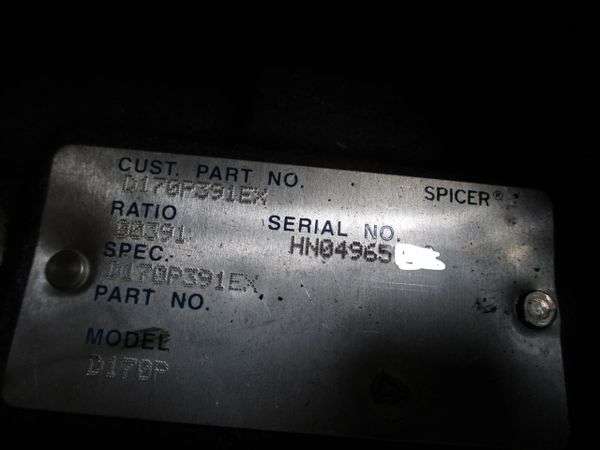 CUST. PART NO.
SPICER®
D170P391EX
RATIO
SERIAL NO.
00391
HN04965
SPEC.
D170P391EX
PART NO.
MODEL
D170P